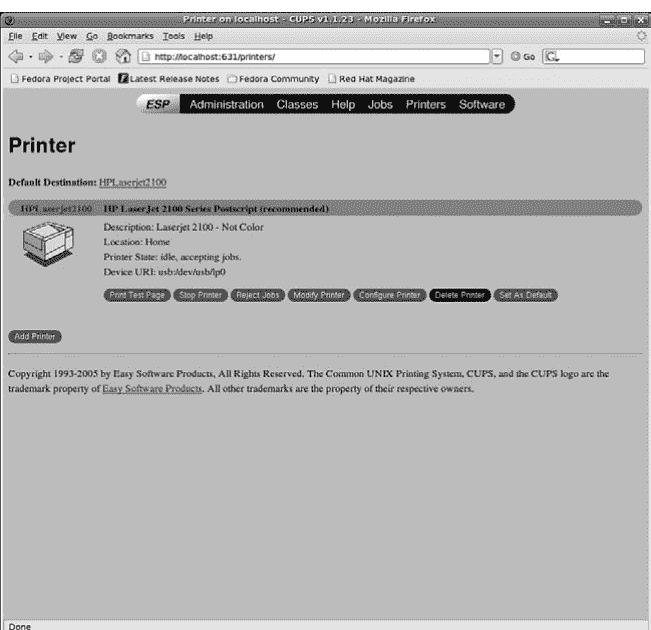 Printer on localhost - CUPS v1.1.23 - Mozilla Firefox
File Edit View Go Bookmarks Tools Help
http://localhost:631/printers/ Go G
Fedora Project Portal Latest Release Notes Fedora Community Red Hat Magazine
ESP Administration Classes Help Jobs Printers Software
Printer
Default Destination: HPLaserjet2100
HPLaserjet2100 HP LaserJet 2100 Series Postscript (recommended)
Description: Laserjet 2100 - Not Color
Location: Home
Printer State: idle, accepting jobs.
Device URI: usb:/dev/usb/lp0
Print Test Page Stop Printer Reject Jobs Modify Printer Configure Printer Delete Printer Set As Default
Add Printer
Copyright 1993-2005 by Easy Software Products, All Rights Reserved. The Common UNIX Printing System, CUPS, and the CUPS logo are the
trademark property of Easy Software Products. All other trademarks are the property of their respective owners.
Done